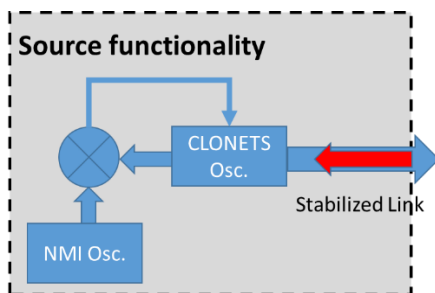 Source functionality
CLONETS
Osc.
Stabilized Link
NMI Osc.